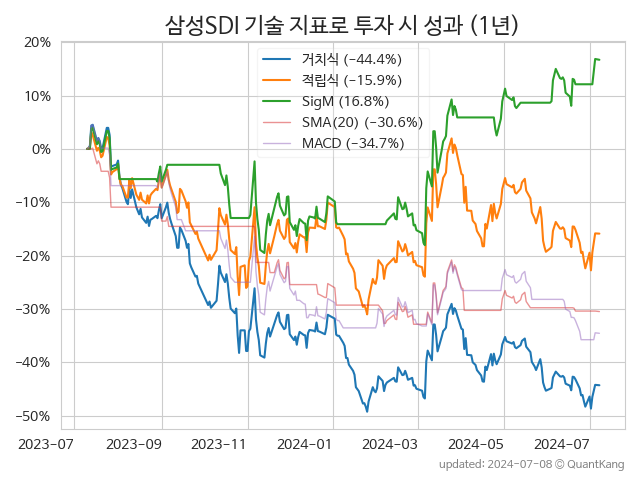 삼성SDI 기술 지표로 투자 시 성과 (1년)
거치식 (−44.4%)
적립식 (−15.9%)
SigM (16.8%)
SMA(20) (−30.6%)
MACD (−34.7%)
20%
10%
0%
−10%
−20%
−30%
−40%
−50%
2023-07 2023-09 2023-11 2024-01 2024-03 2024-05 2024-07
updated: 2024-07-08 © QuantKang